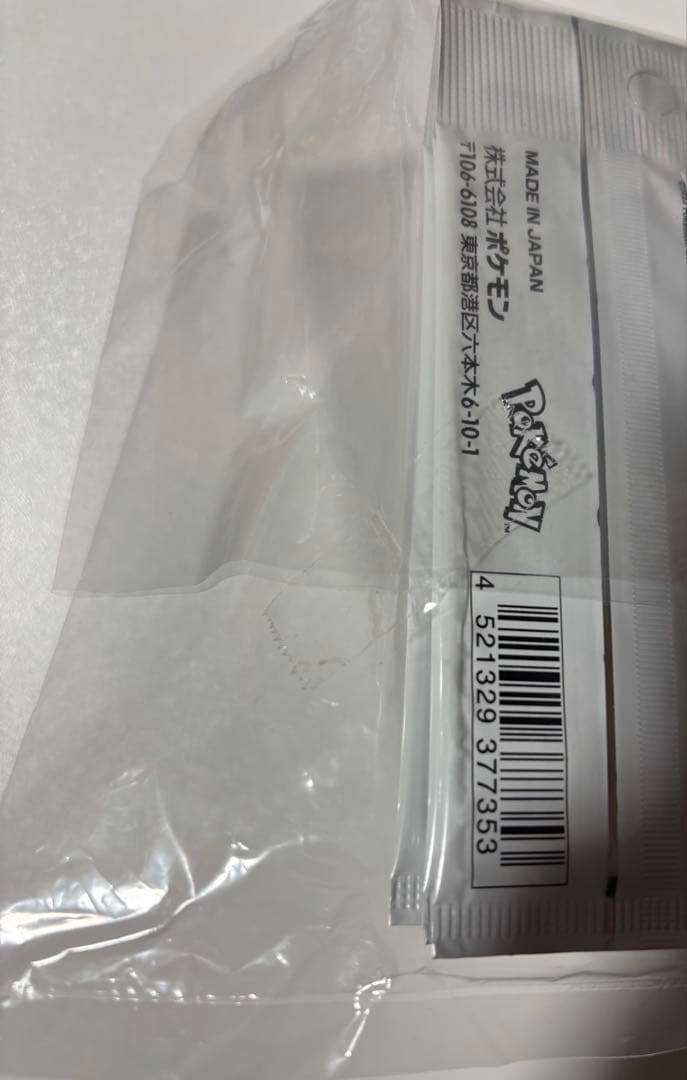 MADE IN JAPAN
株式会社 ポケモン
〒106-6108 東京都港区六本木6-10-1
POKéMON™
4 521329 377353